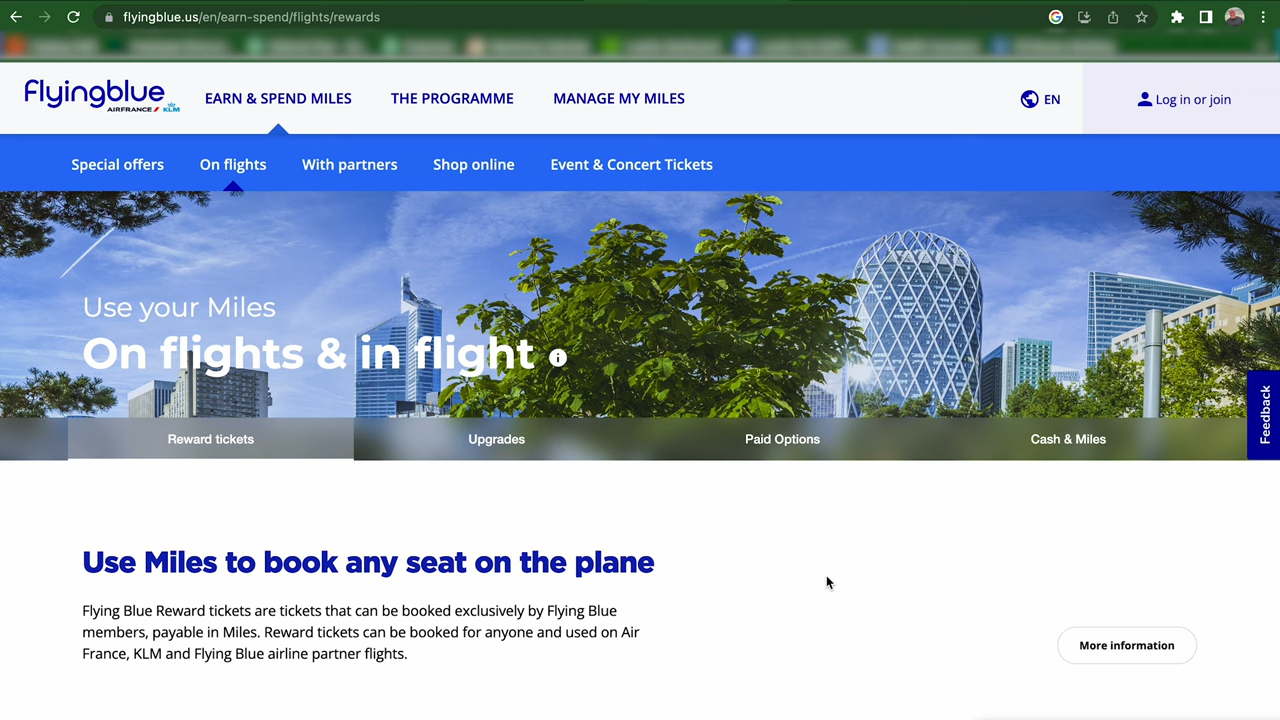 flyingblue.us/en/earn-spend/flights/rewards
Flyingblue
AIRFRANCE KLM
EARN & SPEND MILES
THE PROGRAMME
MANAGE MY MILES
EN
Log in or join
Special offers
On flights
With partners
Shop online
Event & Concert Tickets
Use your Miles
On flights & in flight
Feedback
Reward tickets
Upgrades
Paid Options
Cash & Miles
Use Miles to book any seat on the plane
Flying Blue Reward tickets are tickets that can be booked exclusively by Flying Blue
members, payable in Miles. Reward tickets can be booked for anyone and used on Air
France, KLM and Flying Blue airline partner flights.
More information